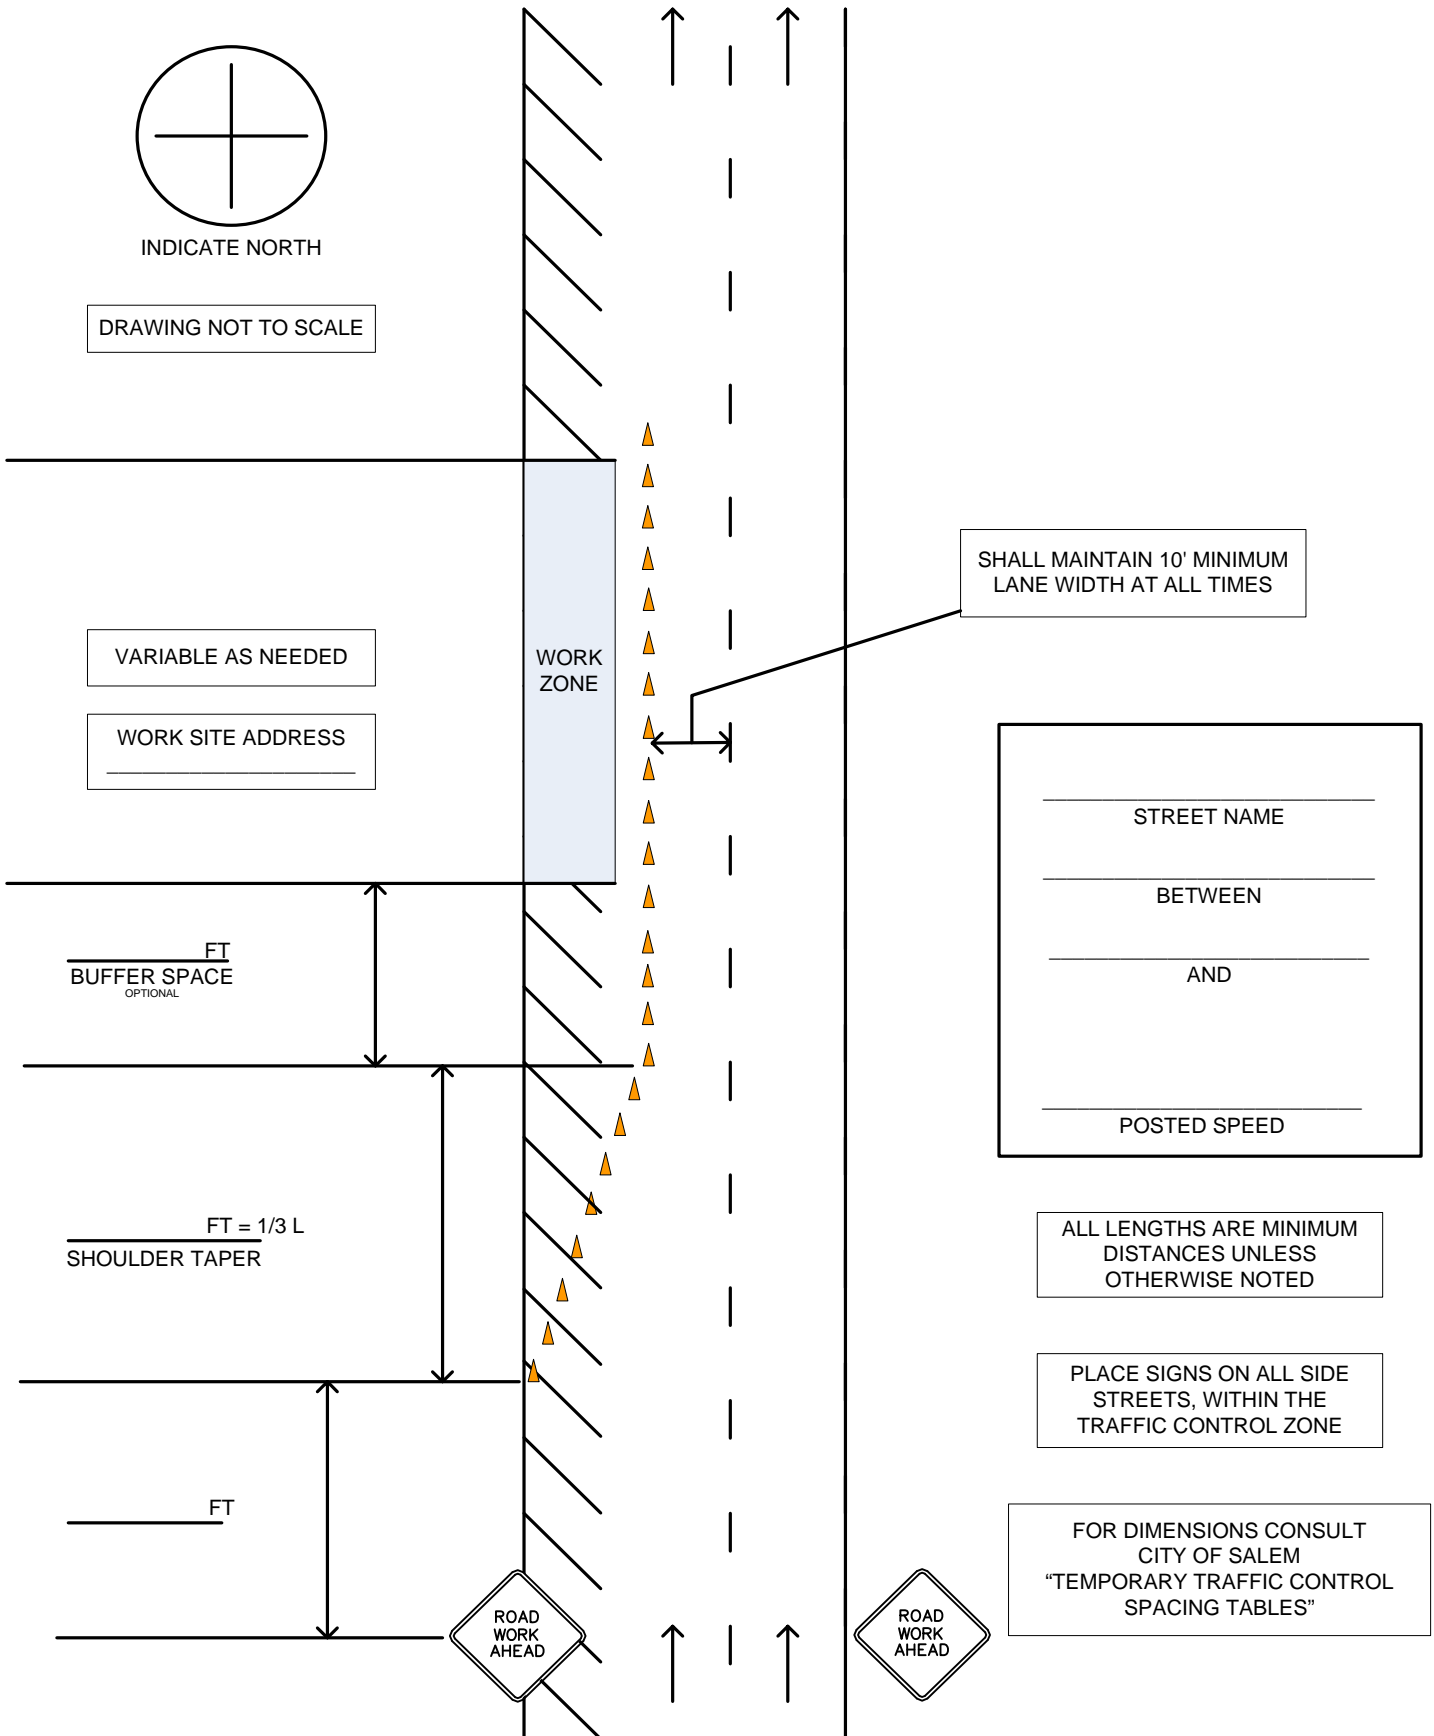 INDICATE NORTH
DRAWING NOT TO SCALE
SHALL MAINTAIN 10' MINIMUM
LANE WIDTH AT ALL TIMES
VARIABLE AS NEEDED
WORK SITE ADDRESS
WORK
ZONE
STREET NAME
BETWEEN
AND
POSTED SPEED
FT
BUFFER SPACE
OPTIONAL
FT = 1/3 L
SHOULDER TAPER
ALL LENGTHS ARE MINIMUM
DISTANCES UNLESS
OTHERWISE NOTED
PLACE SIGNS ON ALL SIDE
STREETS, WITHIN THE
TRAFFIC CONTROL ZONE
FT
FOR DIMENSIONS CONSULT
CITY OF SALEM
“TEMPORARY TRAFFIC CONTROL
SPACING TABLES”
ROAD
WORK
AHEAD
ROAD
WORK
AHEAD